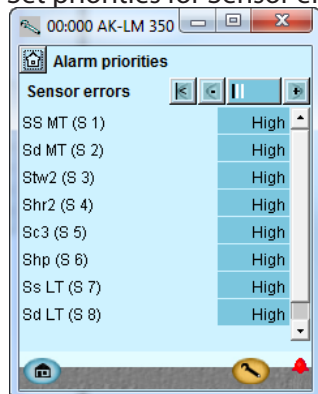 Set priorities for Sensor er
00:000 AK-LM 350
Alarm priorities
Sensor errors
SS MT (S 1) High
Sd MT (S 2) High
Stw2 (S 3) High
Shr2 (S 4) High
Sc3 (S 5) High
Shp (S 6) High
Ss LT (S 7) High
Sd LT (S 8) High